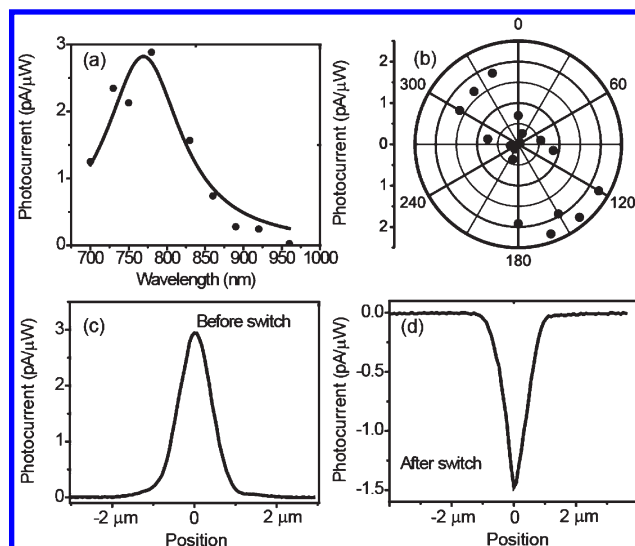 (a)
Photocurrent (pA/μW)
3
2
1
0
700 750 800 850 900 950 1000
Wavelength (nm)
(b)
Photocurrent (pA/μW)
2
1
0
1
2
0
60
120
180
240
300
(c)
Before switch
Photocurrent (pA/μW)
3
2
1
0
-2 μm 0 2 μm
Position
(d)
After switch
Photocurrent (pA/μW)
0.0
-0.5
-1.0
-1.5
-2 μm 0 2 μm
Position